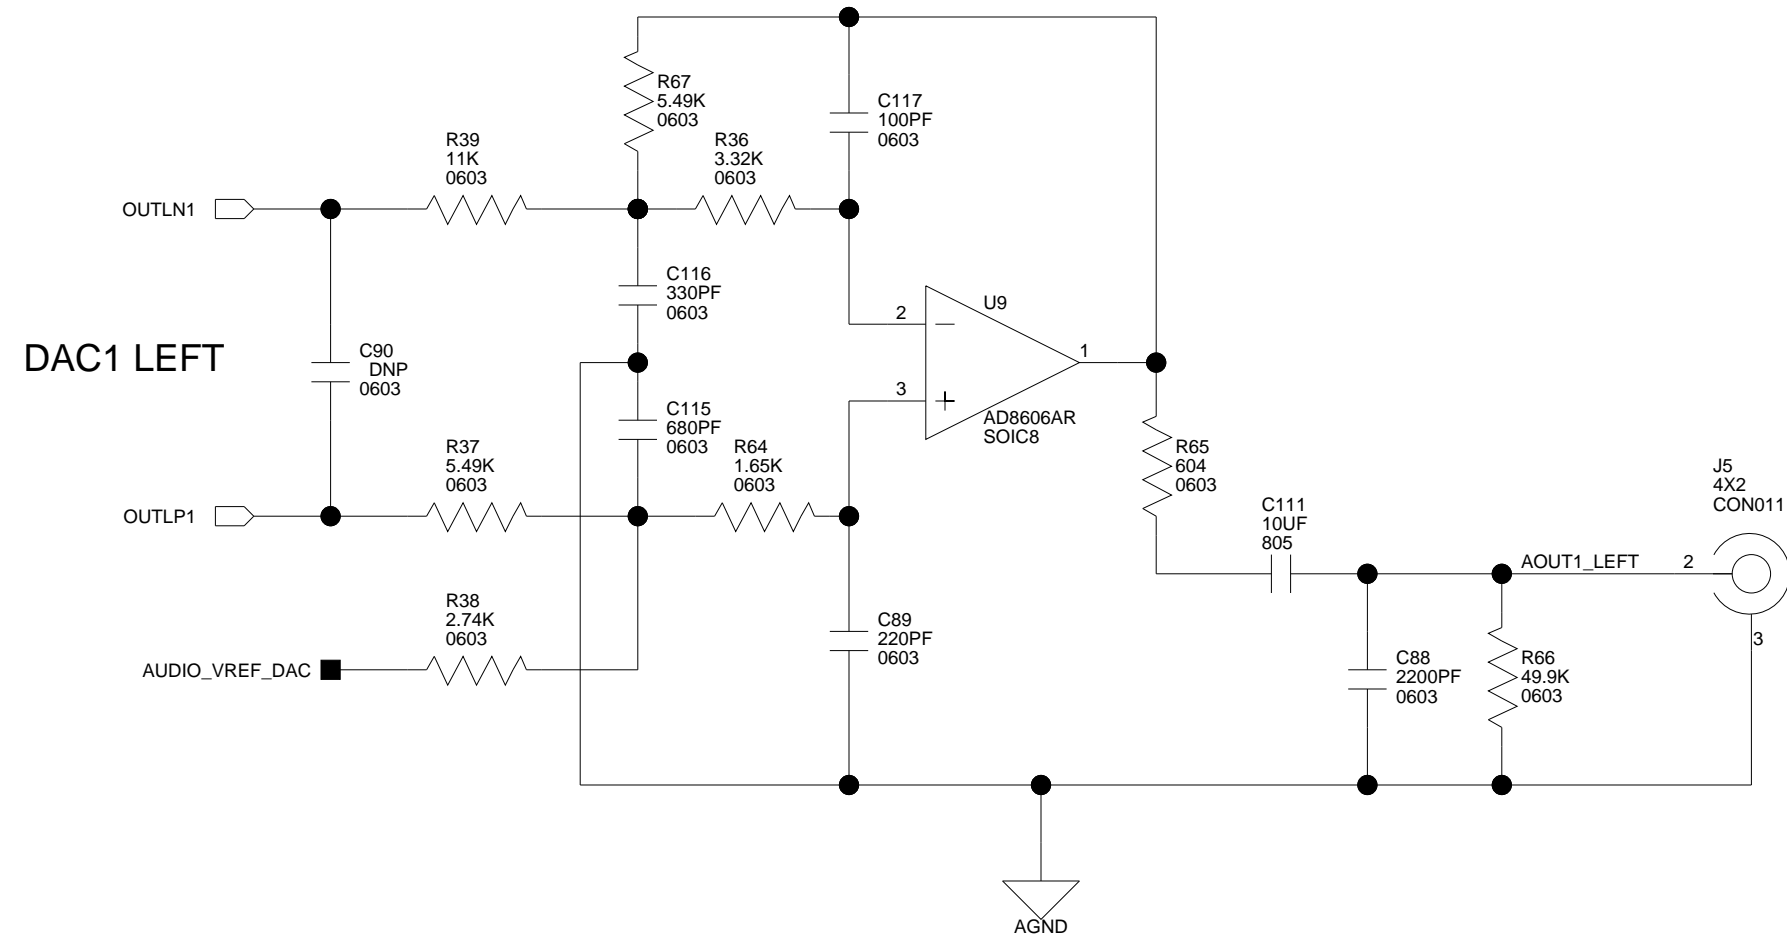 R67
5.49K
0603
C117
100PF
0603
R39
11K
0603
R36
3.32K
0603
OUTLN1
C116
330PF
0603
U9
2
1
3
AD8606AR
SOIC8
DAC1 LEFT
C90
DNP
0603
C115
680PF
0603
R37
5.49K
0603
R64
1.65K
0603
R65
604
0603
OUTLP1
C111
10UF
805
J5
4X2
CON011
AOUT1_LEFT
2
3
R38
2.74K
0603
AUDIO_VREF_DAC
C89
220PF
0603
C88
2200PF
0603
R66
49.9K
0603
AGND